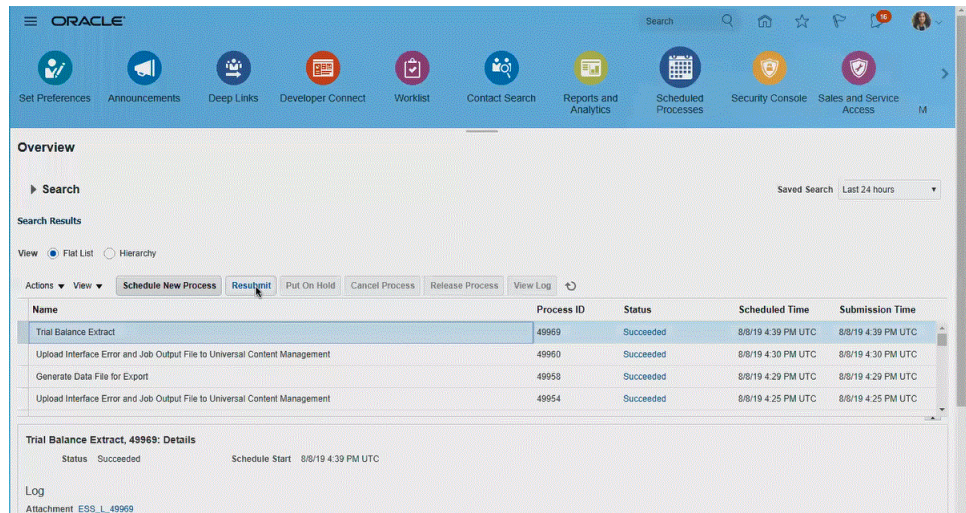 ORACLE
Search
16
Set Preferences
Announcements
Deep Links
Developer Connect
Worklist
Contact Search
Reports and
Analytics
Scheduled
Processes
Security Console
Sales and Service
Access
M
Overview
Search
Saved Search Last 24 hours
Search Results
View Flat List Hierarchy
Actions View Schedule New Process Resubmit Put On Hold Cancel Process Release Process View Log
Name Process ID Status Scheduled Time Submission Time
Trial Balance Extract 49969 Succeeded 8/8/19 4:39 PM UTC 8/8/19 4:39 PM UTC
Upload Interface Error and Job Output File to Universal Content Management 49960 Succeeded 8/8/19 4:30 PM UTC 8/8/19 4:30 PM UTC
Generate Data File for Export 49958 Succeeded 8/8/19 4:29 PM UTC 8/8/19 4:29 PM UTC
Upload Interface Error and Job Output File to Universal Content Management 49954 Succeeded 8/8/19 4:25 PM UTC 8/8/19 4:25 PM UTC
Trial Balance Extract, 49969: Details
Status Succeeded Schedule Start 8/8/19 4:39 PM UTC
Log
Attachment ESS_L_49969